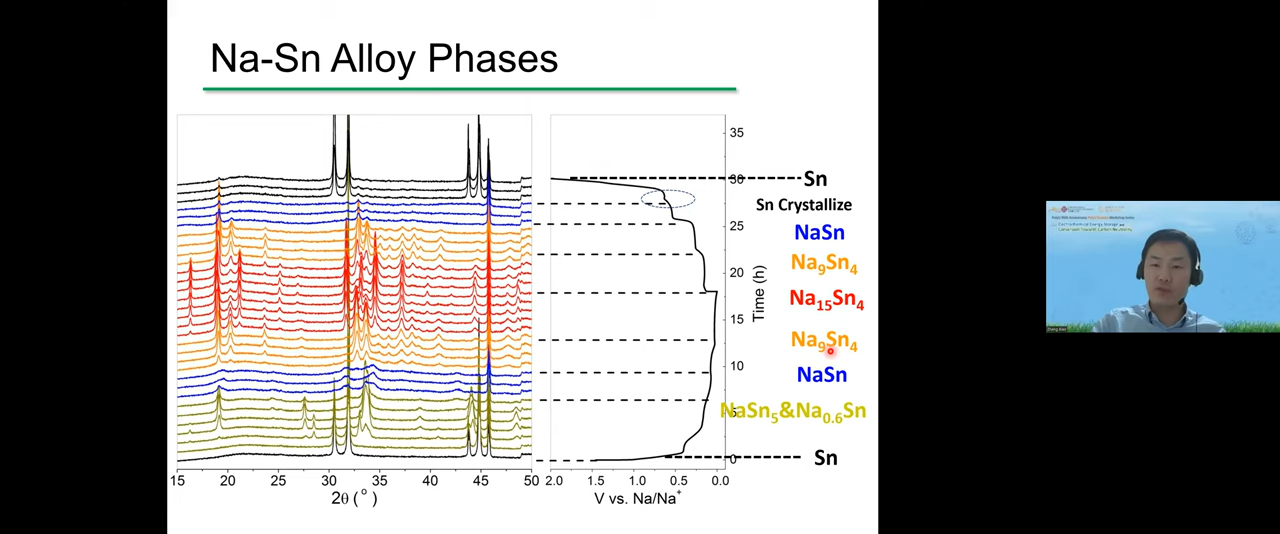 Na-Sn Alloy Phases
35
30
25
20
15
10
5
0
Time (h)
Sn
Sn Crystallize
NaSn
Na₉Sn₄
Na₁₅Sn₄
Na₉Sn₄
NaSn
NaSn₅&Na₀.₆Sn
Sn
15 20 25 30 35 40 45 50
2θ (°)
2.0 1.5 1.0 0.5 0.0
V vs. Na/Na⁺